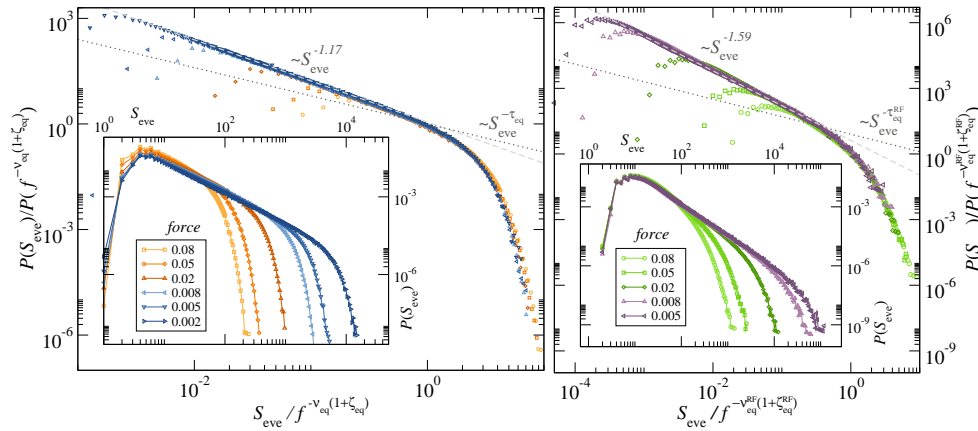 10^3
10^0
10^-3
10^-6
P(S_eve)/P(f^{-ν_eq(1+ζ_eq)})
~S_eve^{-1.17}
~S_eve^{-τ_eq}
S_eve
10^0 10^2 10^4
10^-3
10^-6
P(S_eve)
force
0.08
0.05
0.02
0.008
0.005
0.002
10^-2 10^0
S_eve / f^{-ν_eq(1+ζ_eq)}
~S_eve^{-1.59}
~S_eve^{-τ_eq^RF}
S_eve
10^0 10^2 10^4
10^-3
10^-6
10^-9
P(S_eve)
force
0.08
0.05
0.02
0.008
0.005
10^6
10^3
10^0
10^-3
10^-6
10^-9
10^-4 10^-2 10^0
S_eve / f^{-ν_eq^RF(1+ζ_eq^RF)}